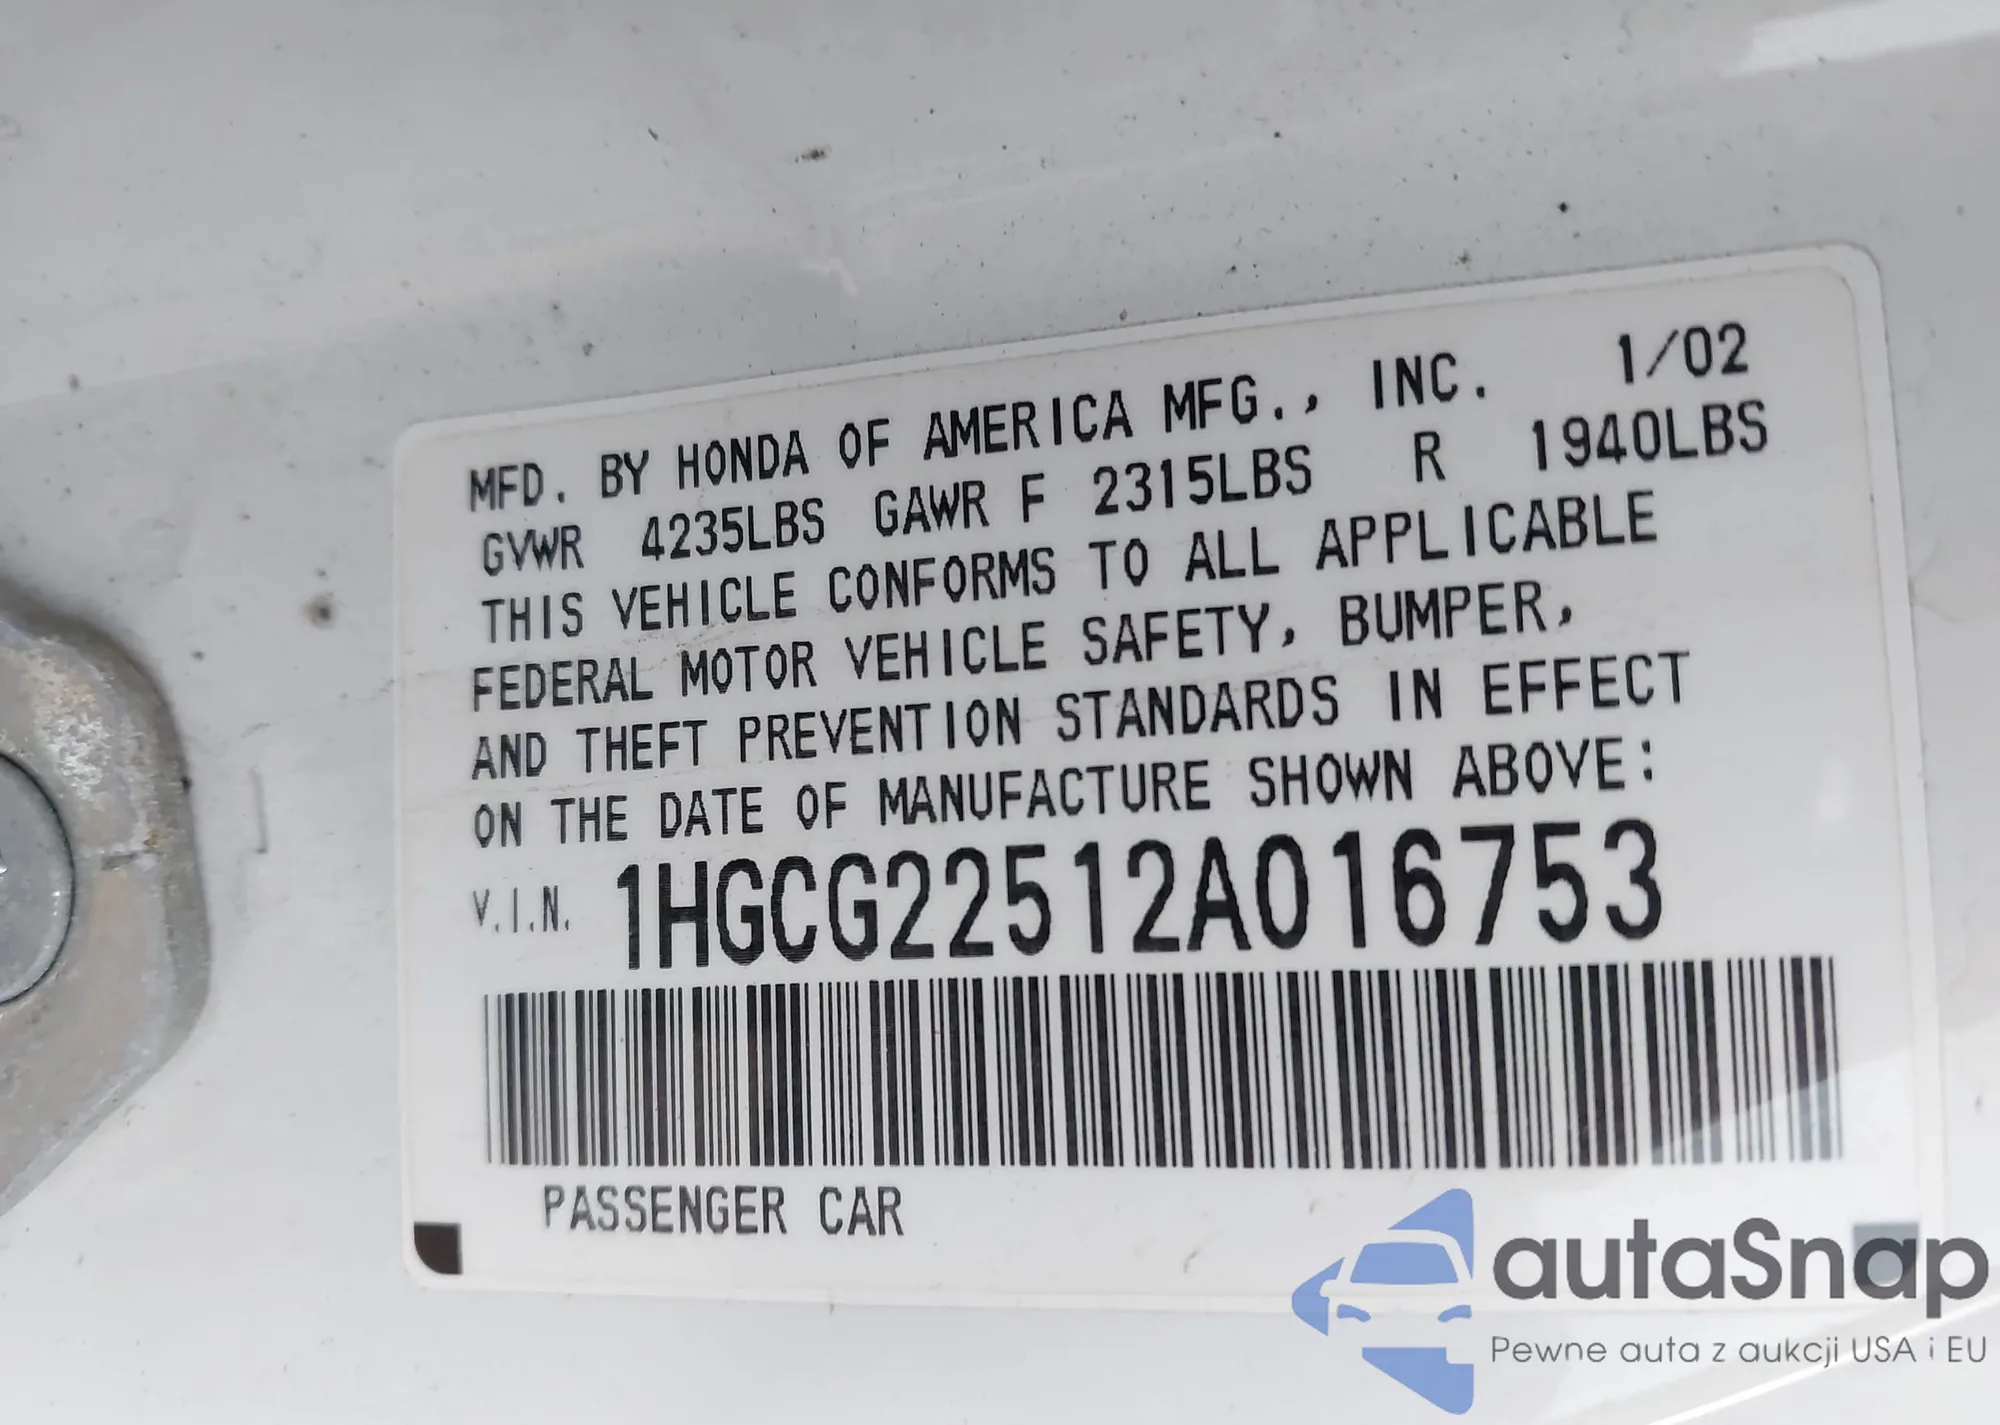 MFD. BY HONDA OF AMERICA MFG., INC. 1/02
GVWR 4235LBS GAWR F 2315LBS R 1940LBS
THIS VEHICLE CONFORMS TO ALL APPLICABLE
FEDERAL MOTOR VEHICLE SAFETY, BUMPER,
AND THEFT PREVENTION STANDARDS IN EFFECT
ON THE DATE OF MANUFACTURE SHOWN ABOVE:
V.I.N. 1HGCG22512A016753
PASSENGER CAR
autaSnap
Pewne auta z aukcji USA i EU